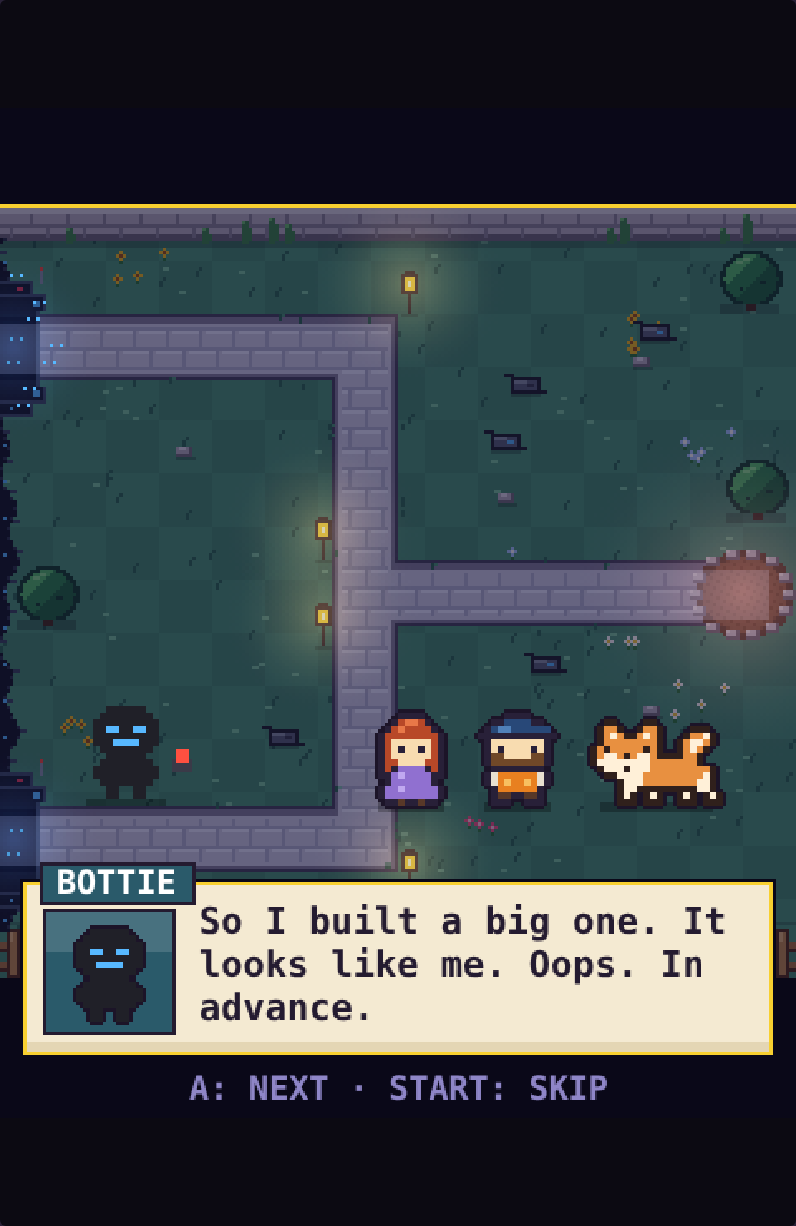 BOTTIE
So I built a big one. It
looks like me. Oops. In
advance.
A: NEXT · START: SKIP